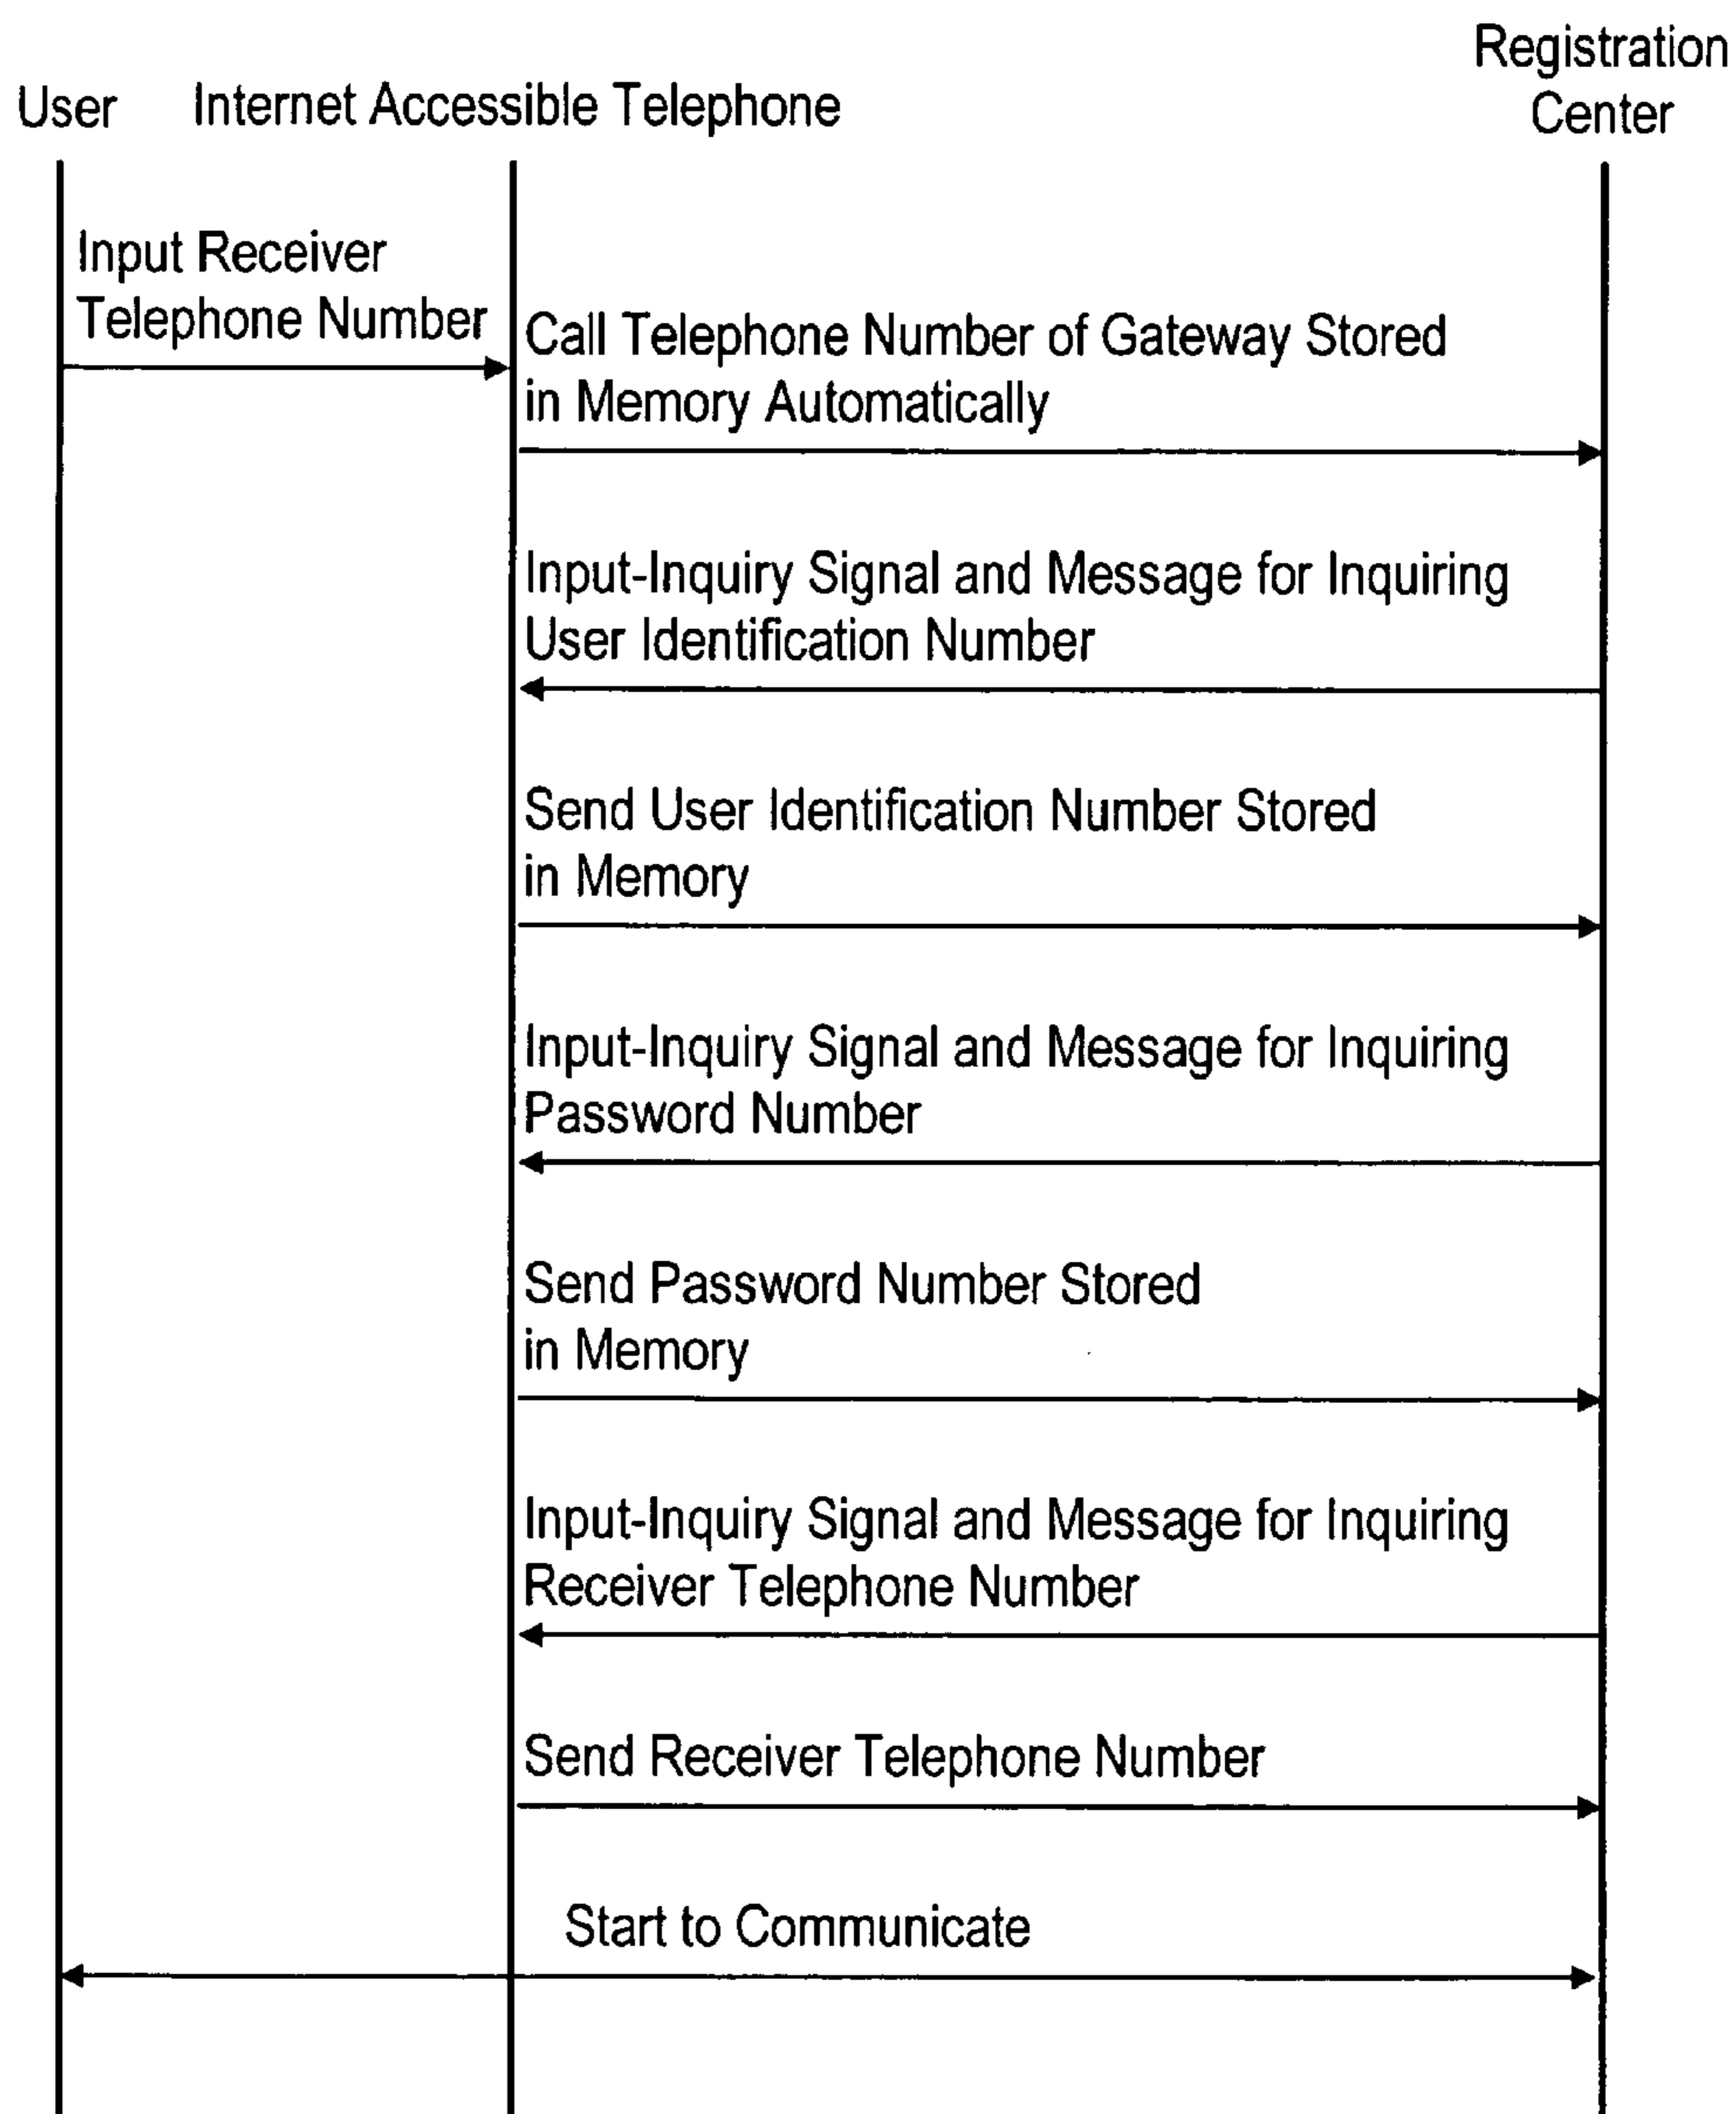 Registration
Center
User
Internet Accessible Telephone
Input Receiver
Telephone Number
Call Telephone Number of Gateway Stored
in Memory Automatically
Input-Inquiry Signal and Message for Inquiring
User Identification Number
Send User Identification Number Stored
in Memory
Input-Inquiry Signal and Message for Inquiring
Password Number
Send Password Number Stored
in Memory
Input-Inquiry Signal and Message for Inquiring
Receiver Telephone Number
Send Receiver Telephone Number
Start to Communicate